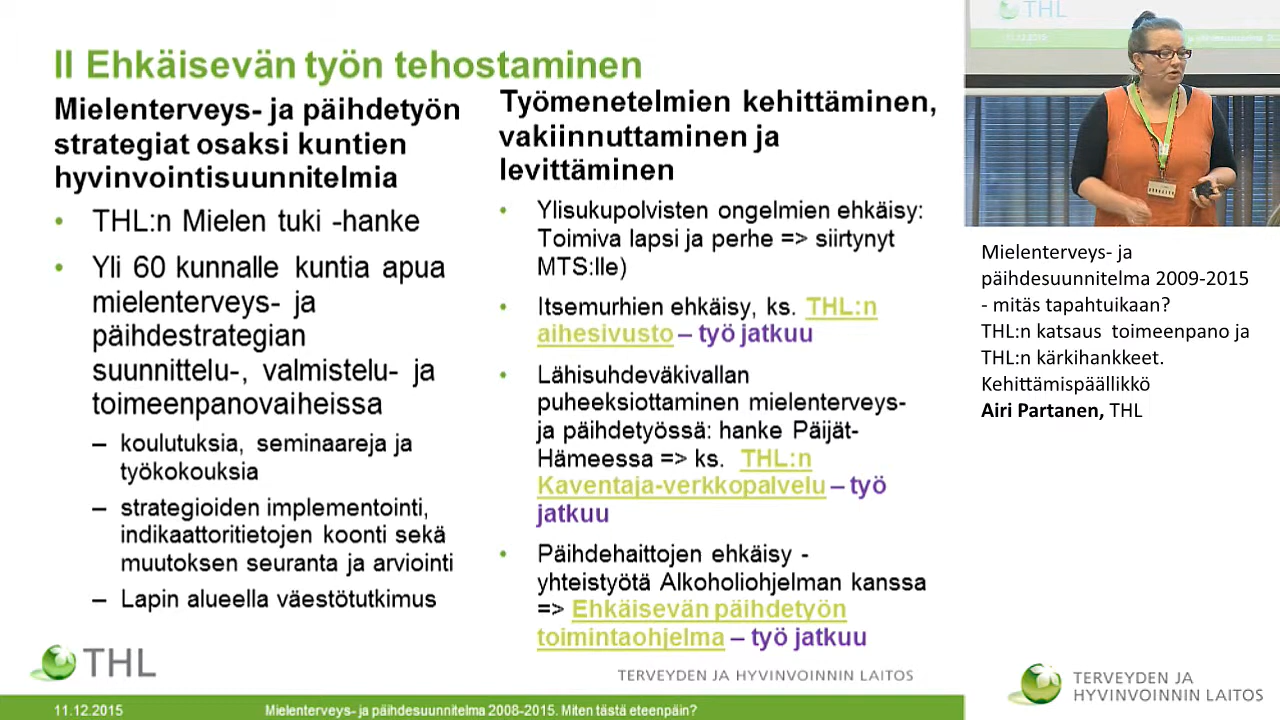 II Ehkäisevän työn tehostaminen
Mielenterveys- ja päihdetyön
strategiat osaksi kuntien
hyvinvointisuunnitelmia
• THL:n Mielen tuki -hanke
• Yli 60 kunnalle kuntia apua
mielenterveys- ja
päihdestrategian
suunnittelu-, valmistelu- ja
toimeenpanovaiheissa
– koulutuksia, seminaareja ja
työkokouksia
– strategioiden implementointi,
indikaattoritietojen koonti sekä
muutoksen seuranta ja arviointi
– Lapin alueella väestötutkimus
Työmenetelmien kehittäminen,
vakiinnuttaminen ja
levittäminen
• Ylisukupolvisten ongelmien ehkäisy:
Toimiva lapsi ja perhe => siirtynyt
MTS:lle)
• Itsemurhien ehkäisy, ks. THL:n
aihesivusto – työ jatkuu
• Lähisuhdeväkivallan
puheeksiottaminen mielenterveys-
ja päihdetyössä: hanke Päijät-
Hämeessa => ks. THL:n
Kaventaja-verkkopalvelu – työ
jatkuu
• Päihdehaittojen ehkäisy -
yhteistyötä Alkoholiohjelman kanssa
=> Ehkäisevän päihdetyön
toimintaohjelma – työ jatkuu
THL
TERVEYDEN JA HYVINVOINNIN LAITOS
11.12.2015
Mielenterveys- ja päihdesuunnitelma 2008-2015. Miten tästä eteenpäin?
THL
11.12.2015
Mielenterveys- ja
päihdesuunnitelma 2009-2015
- mitäs tapahtuikaan?
THL:n katsaus toimeenpano ja
THL:n kärkihankkeet.
Kehittämispäällikkö
Airi Partanen, THL
TERVEYDEN JA
HYVINVOINNIN LAITOS